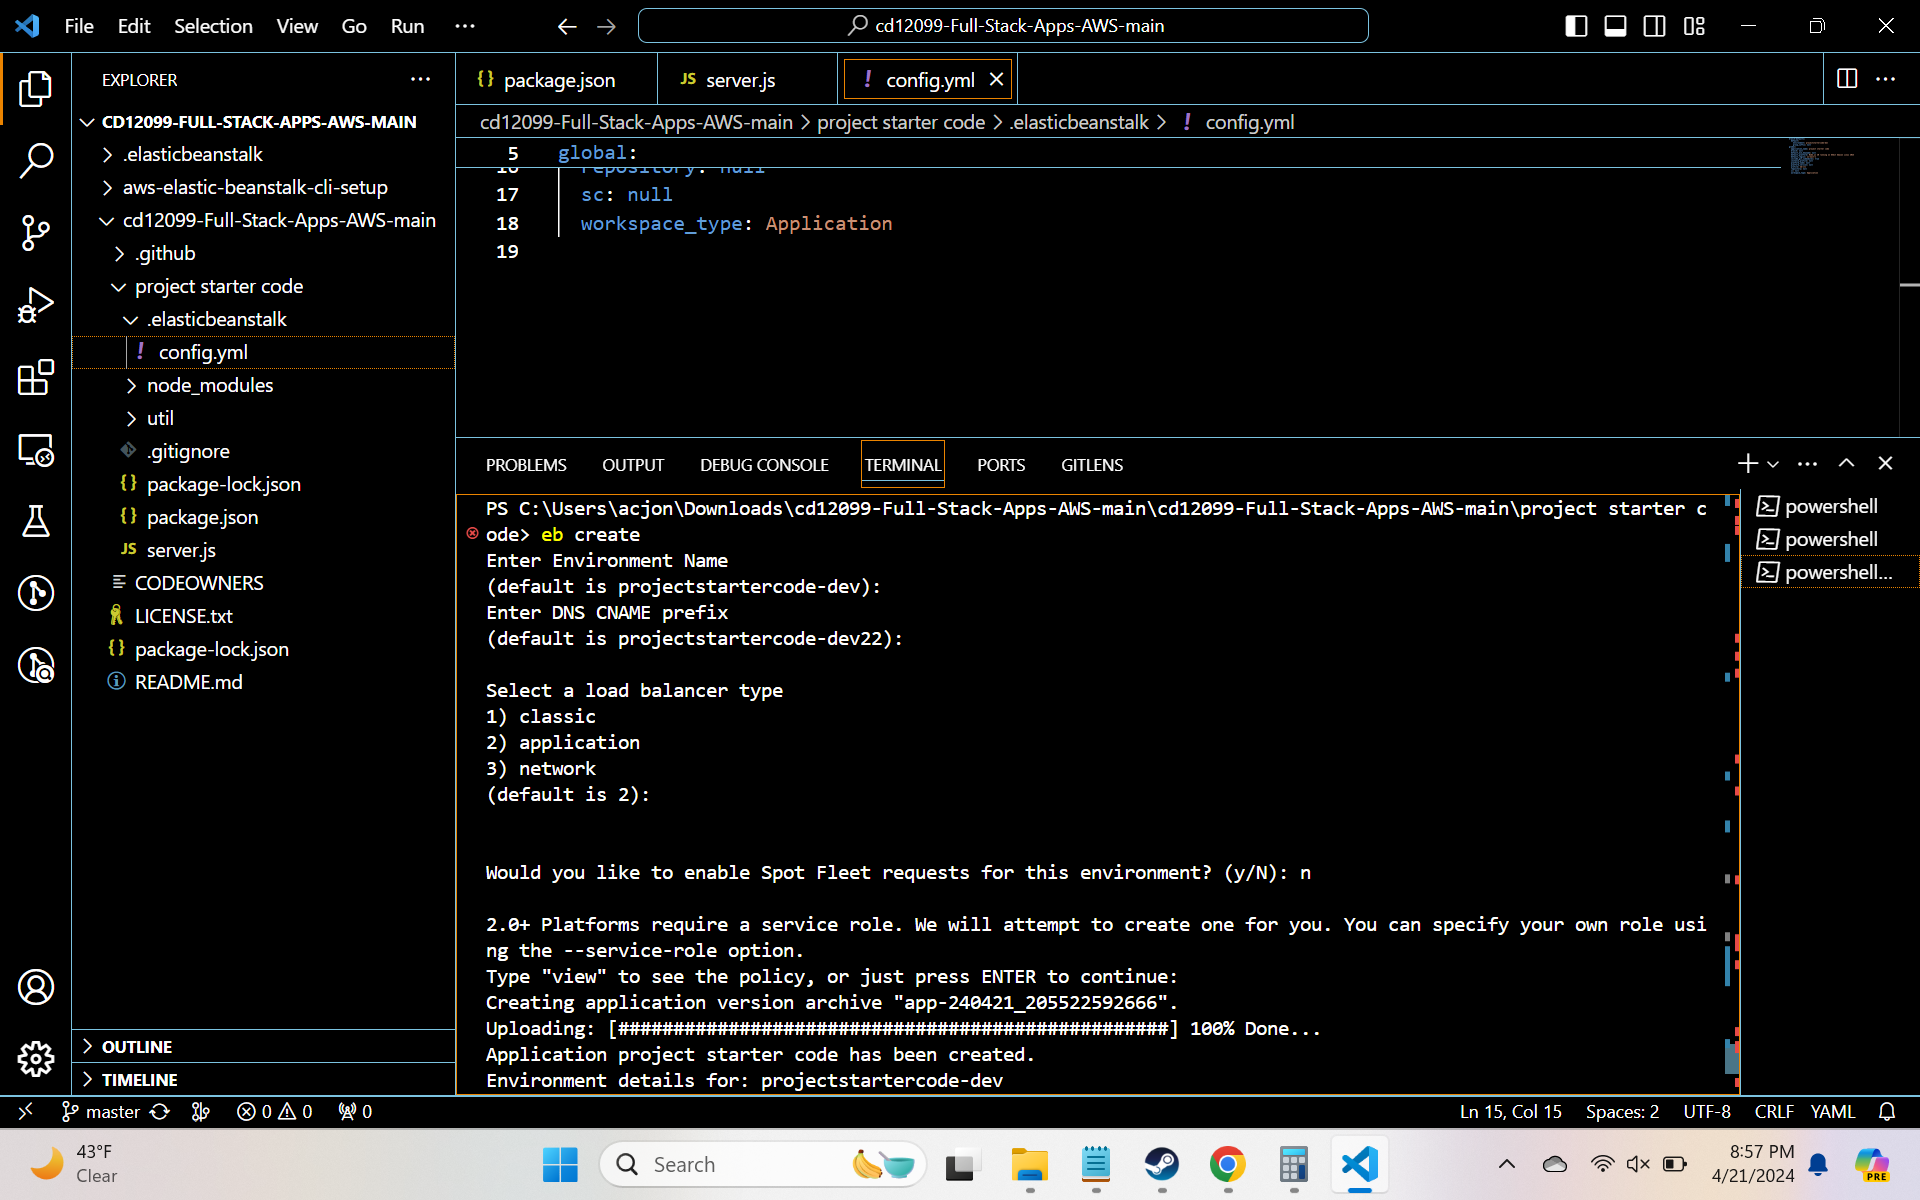 File Edit Selection View Go Run ···
cd12099-Full-Stack-Apps-AWS-main
EXPLORER
CD12099-FULL-STACK-APPS-AWS-MAIN
.elasticbeanstalk
aws-elastic-beanstalk-cli-setup
cd12099-Full-Stack-Apps-AWS-main
.github
project starter code
.elasticbeanstalk
! config.yml
node_modules
util
.gitignore
{} package-lock.json
{} package.json
JS server.js
CODEOWNERS
LICENSE.txt
{} package-lock.json
README.md
OUTLINE
TIMELINE
{} package.json
JS server.js
! config.yml
cd12099-Full-Stack-Apps-AWS-main > project starter code > .elasticbeanstalk > ! config.yml
5 global:
16 repository: null
17 sc: null
18 workspace_type: Application
19
PROBLEMS OUTPUT DEBUG CONSOLE TERMINAL PORTS GITLENS
PS C:\Users\acjon\Downloads\cd12099-Full-Stack-Apps-AWS-main\cd12099-Full-Stack-Apps-AWS-main\project starter c
ode> eb create
Enter Environment Name
(default is projectstartercode-dev):
Enter DNS CNAME prefix
(default is projectstartercode-dev22):
Select a load balancer type
1) classic
2) application
3) network
(default is 2):
Would you like to enable Spot Fleet requests for this environment? (y/N): n
2.0+ Platforms require a service role. We will attempt to create one for you. You can specify your own role usi
ng the --service-role option.
Type "view" to see the policy, or just press ENTER to continue:
Creating application version archive "app-240421_205522592666".
Uploading: [##################################################] 100% Done...
Application project starter code has been created.
Environment details for: projectstartercode-dev
powershell
powershell
powershell...
master 0 0 0
Ln 15, Col 15 Spaces: 2 UTF-8 CRLF YAML
43°F
Clear
Search
8:57 PM
4/21/2024
PRE